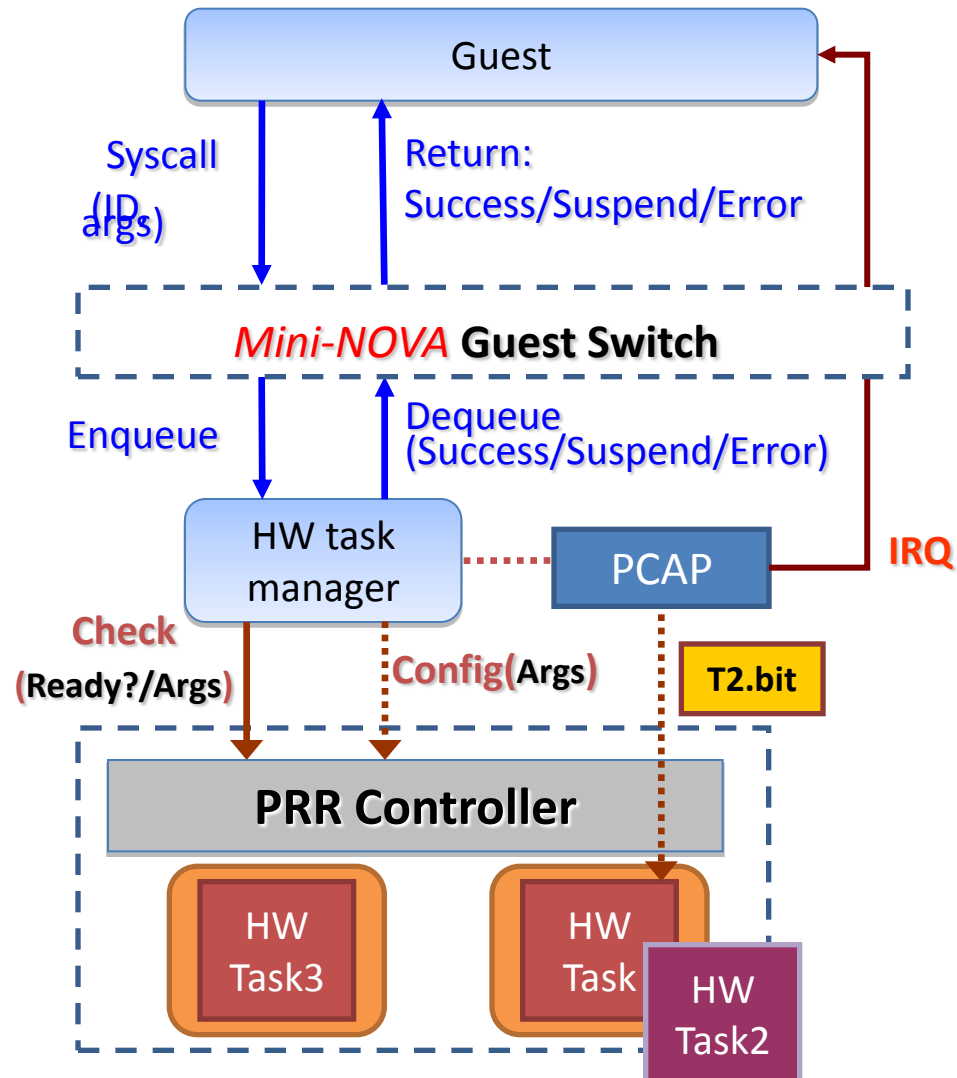 Guest
Syscall
(ID,
args)
Return:
Success/Suspend/Error
Mini-NOVA Guest Switch
Enqueue
Dequeue
(Success/Suspend/Error)
HW task
manager
PCAP
IRQ
Check
(Ready?/Args)
Config(Args)
T2.bit
PRR Controller
HW
Task3
HW
Task
HW
Task2